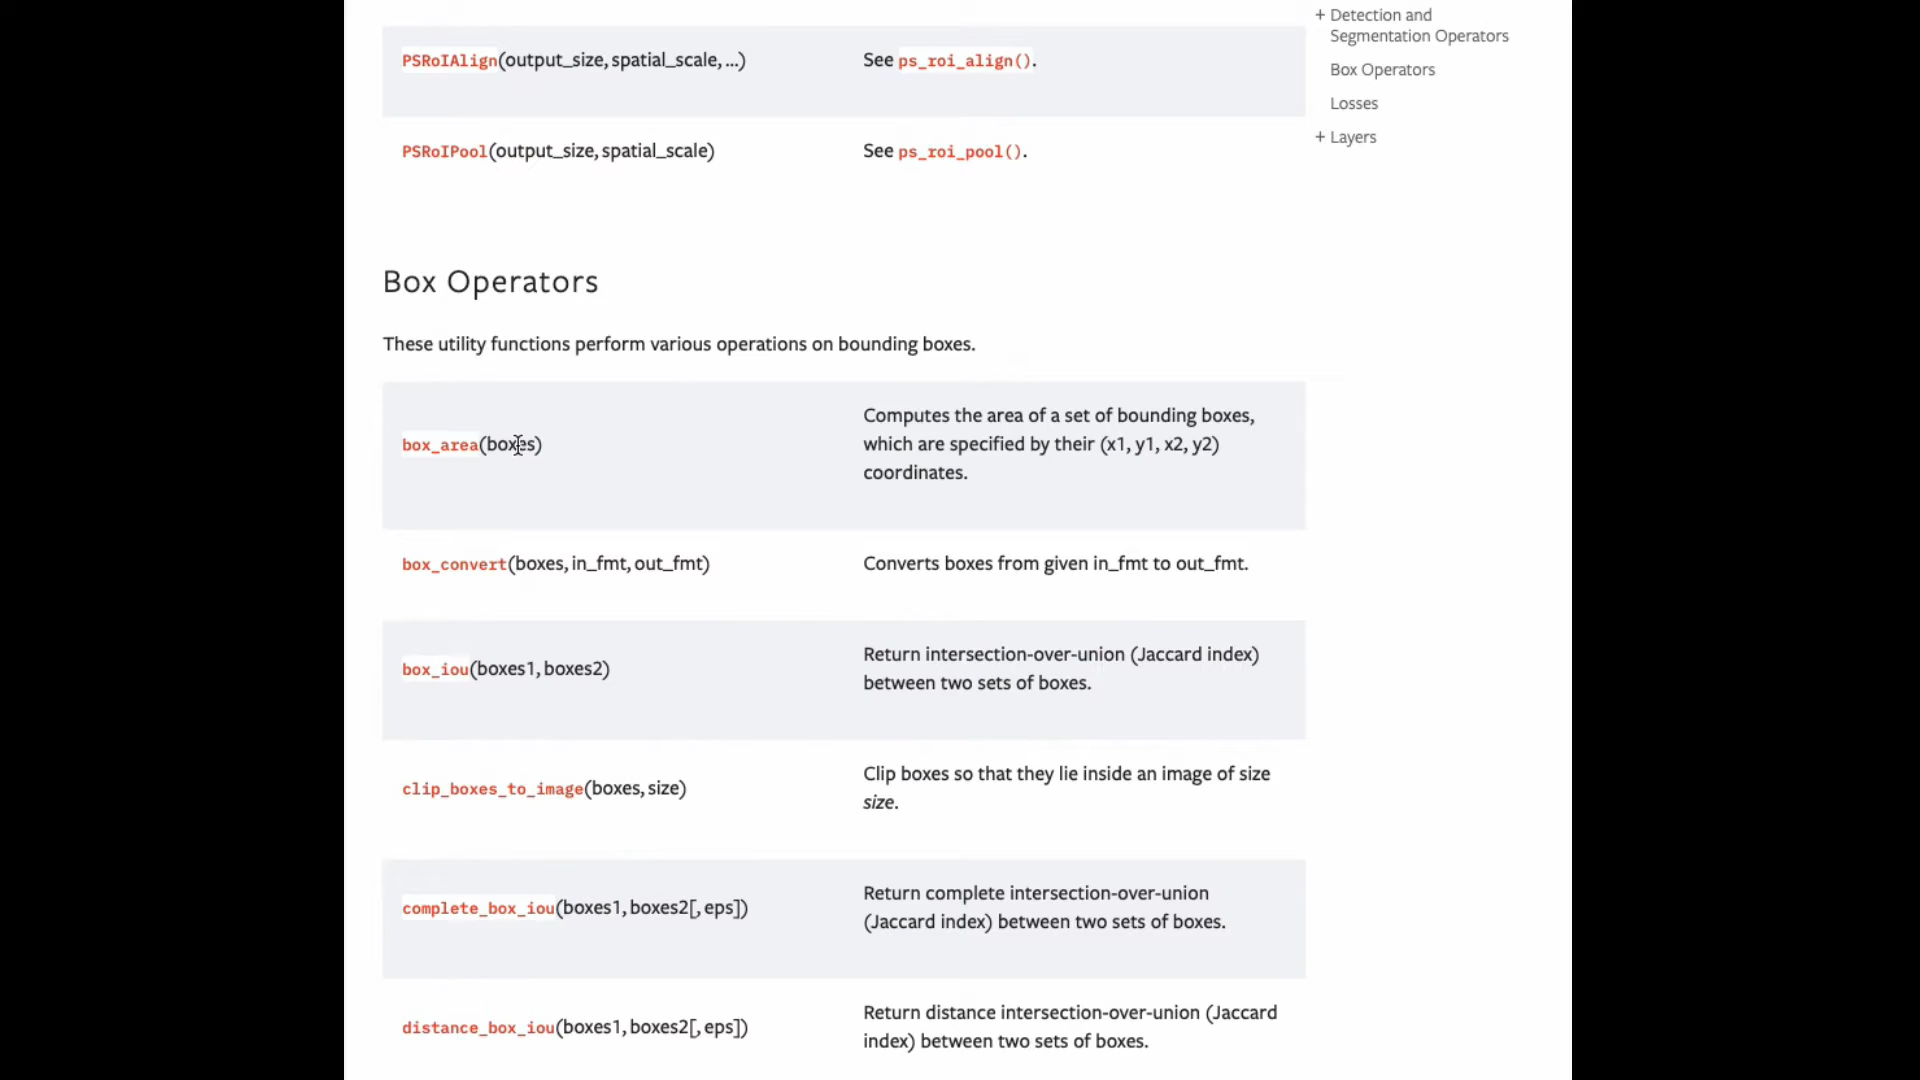 PSRoIAlign(output_size, spatial_scale, ...)
See ps_roi_align().
PSRoIPool(output_size, spatial_scale)
See ps_roi_pool().
Box Operators
These utility functions perform various operations on bounding boxes.
box_area(boxes)
Computes the area of a set of bounding boxes,
which are specified by their (x1, y1, x2, y2)
coordinates.
box_convert(boxes, in_fmt, out_fmt)
Converts boxes from given in_fmt to out_fmt.
box_iou(boxes1, boxes2)
Return intersection-over-union (Jaccard index)
between two sets of boxes.
clip_boxes_to_image(boxes, size)
Clip boxes so that they lie inside an image of size
size.
complete_box_iou(boxes1, boxes2[, eps])
Return complete intersection-over-union
(Jaccard index) between two sets of boxes.
distance_box_iou(boxes1, boxes2[, eps])
Return distance intersection-over-union (Jaccard
index) between two sets of boxes.
+ Detection and
Segmentation Operators
Box Operators
Losses
+ Layers